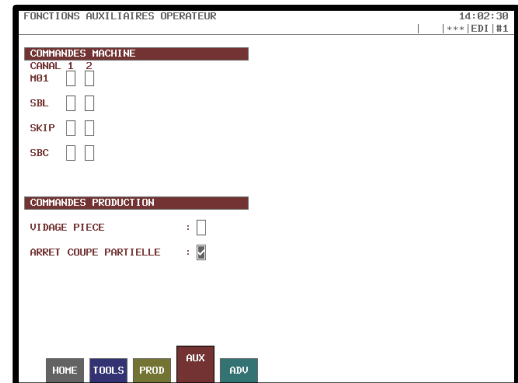 FONCTIONS AUXILIAIRES OPERATEUR 14:02:30
| |***|EDI|#1
COMMANDES MACHINE
CANAL 1 2
M01
SBL
SKIP
SBC
COMMANDES PRODUCTION
VIDAGE PIECE :
ARRET COUPE PARTIELLE :
HOME TOOLS PROD AUX ADV